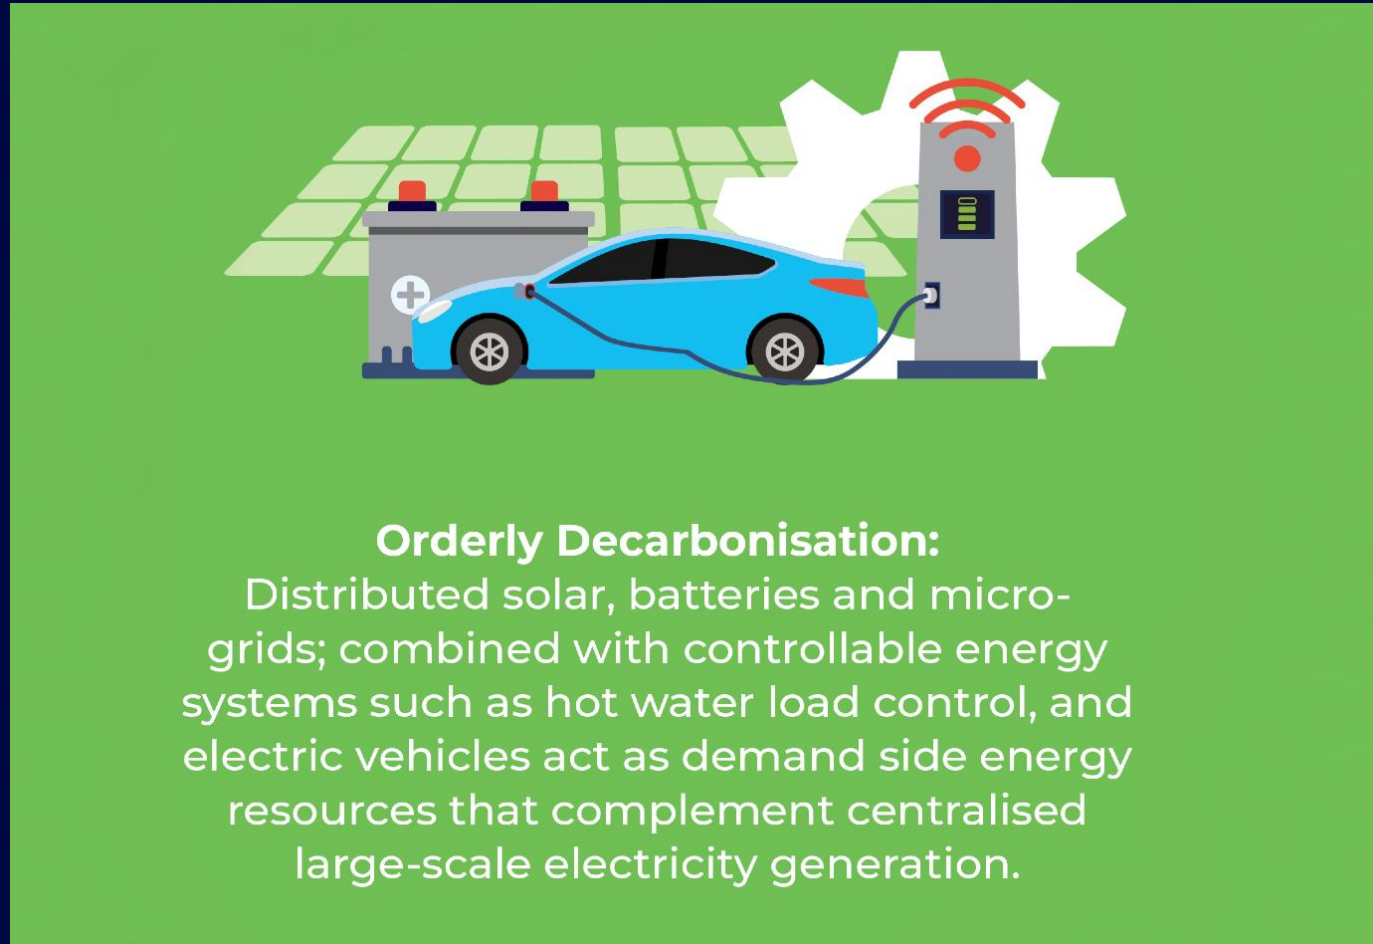 Orderly Decarbonisation:
Distributed solar, batteries and micro-
grids; combined with controllable energy
systems such as hot water load control, and
electric vehicles act as demand side energy
resources that complement centralised
large-scale electricity generation.